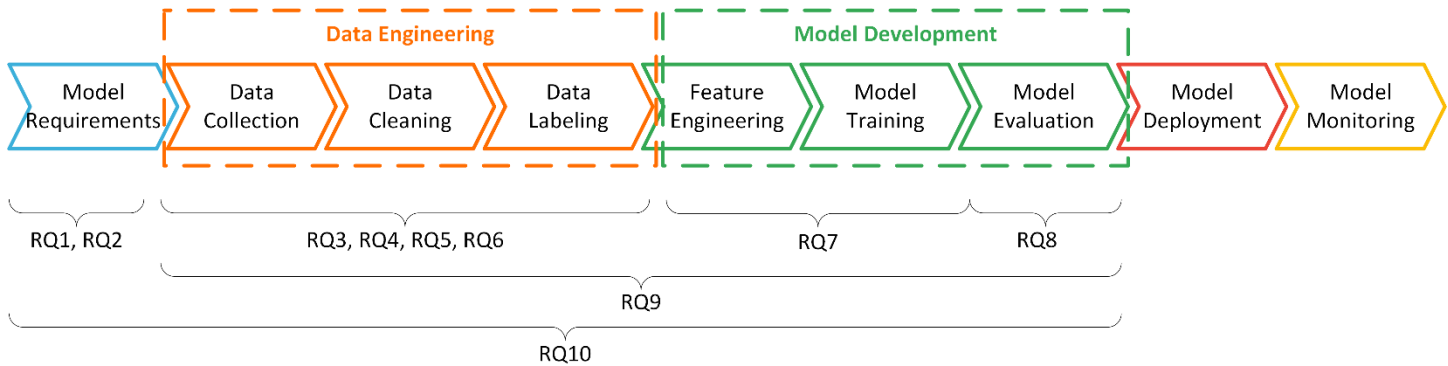 Data Engineering
Model Development
Model
Requirements
Data
Collection
Data
Cleaning
Data
Labeling
Feature
Engineering
Model
Training
Model
Evaluation
Model
Deployment
Model
Monitoring
RQ1, RQ2
RQ3, RQ4, RQ5, RQ6
RQ7
RQ8
RQ9
RQ10